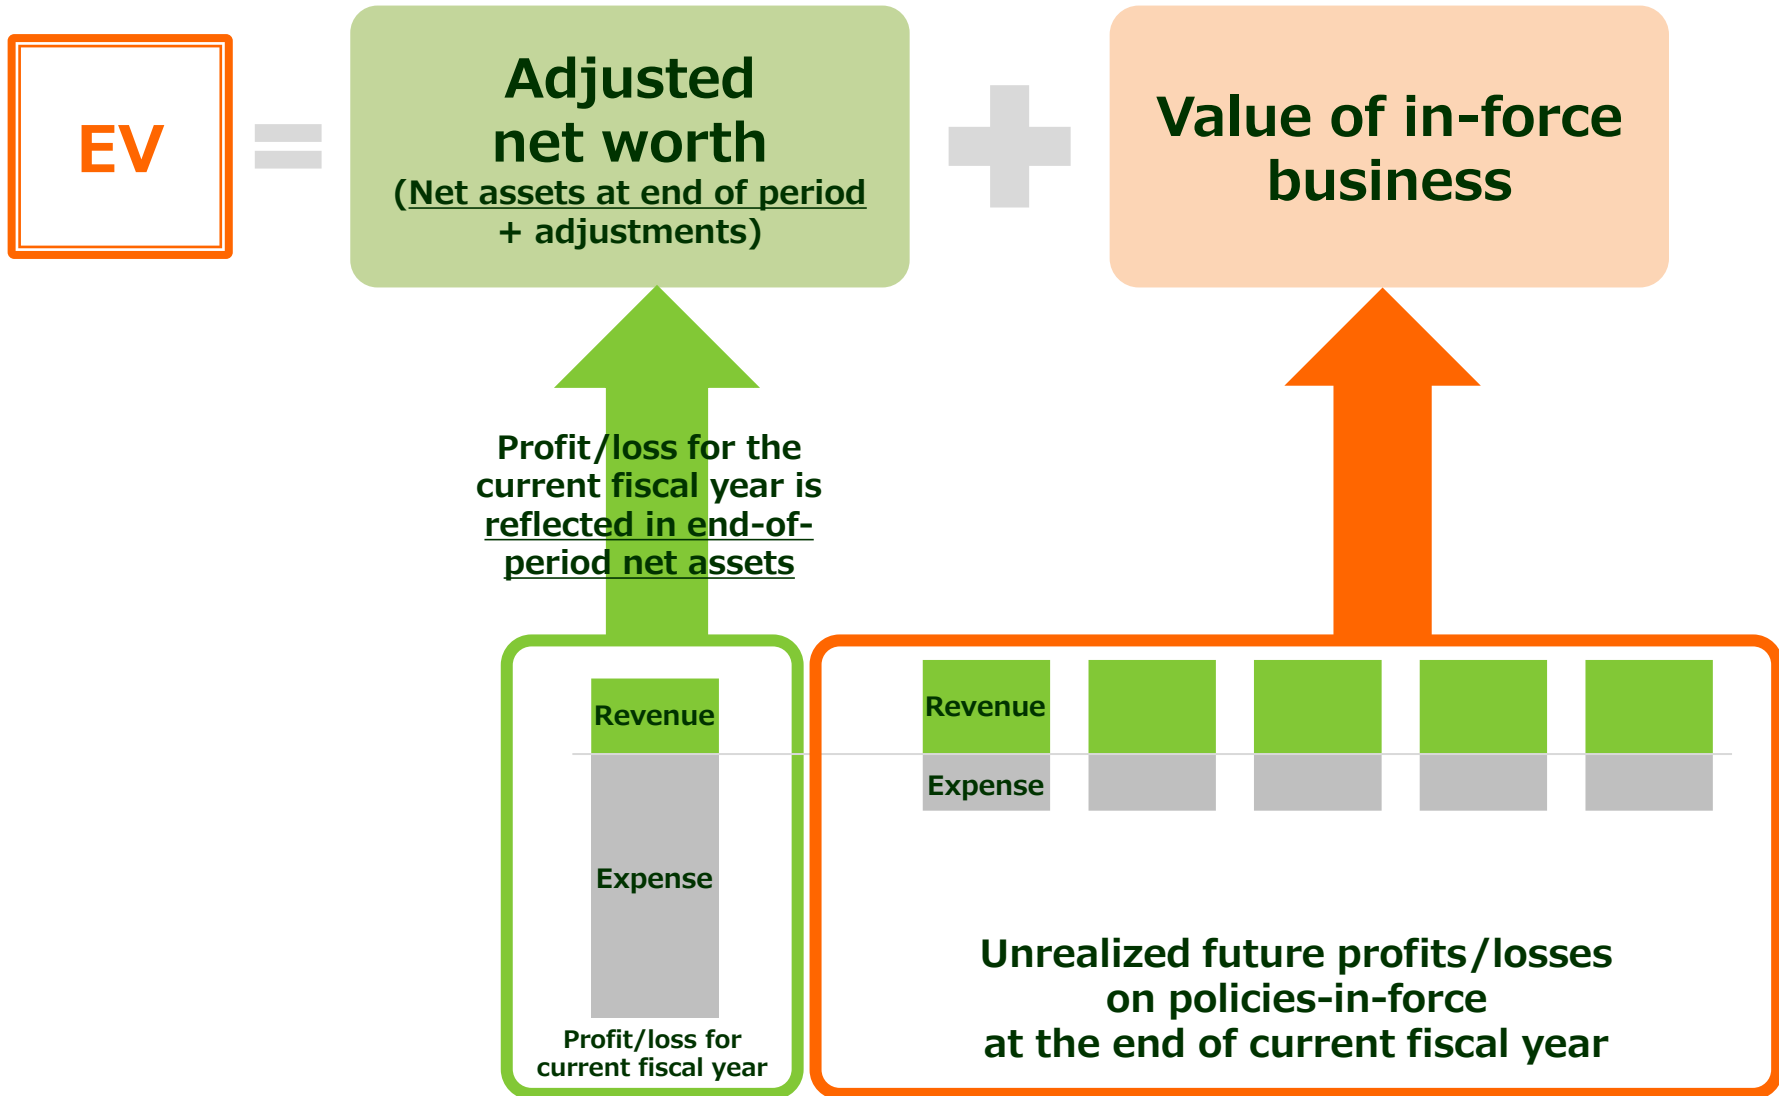 EV
Adjusted
net worth
(Net assets at end of period
+ adjustments)
Value of in-force
business
Profit/loss for the
current fiscal year is
reflected in end-of-
period net assets
Revenue
Expense
Profit/loss for
current fiscal year
Revenue
Expense
Unrealized future profits/losses
on policies-in-force
at the end of current fiscal year